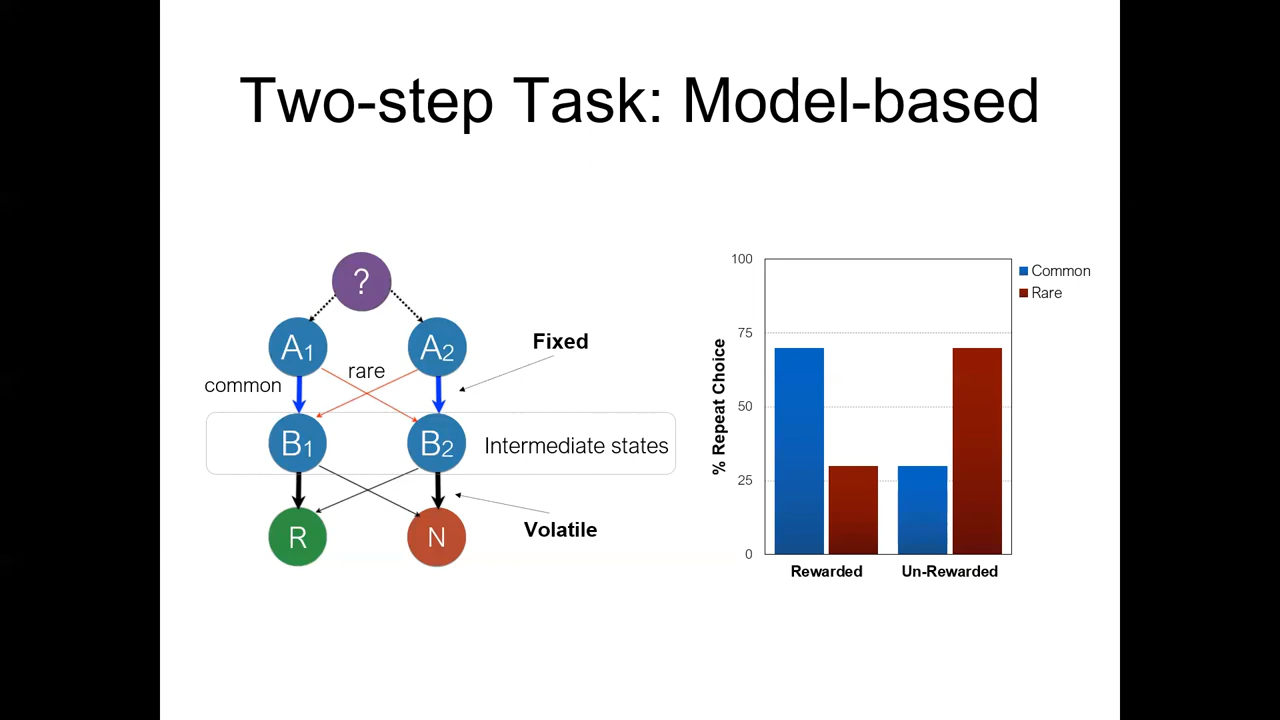 Two-step Task: Model-based
?
A1
A2
common
rare
Fixed
B1
B2
Intermediate states
Volatile
R
N
% Repeat Choice
100
75
50
25
0
Rewarded
Un-Rewarded
Common
Rare